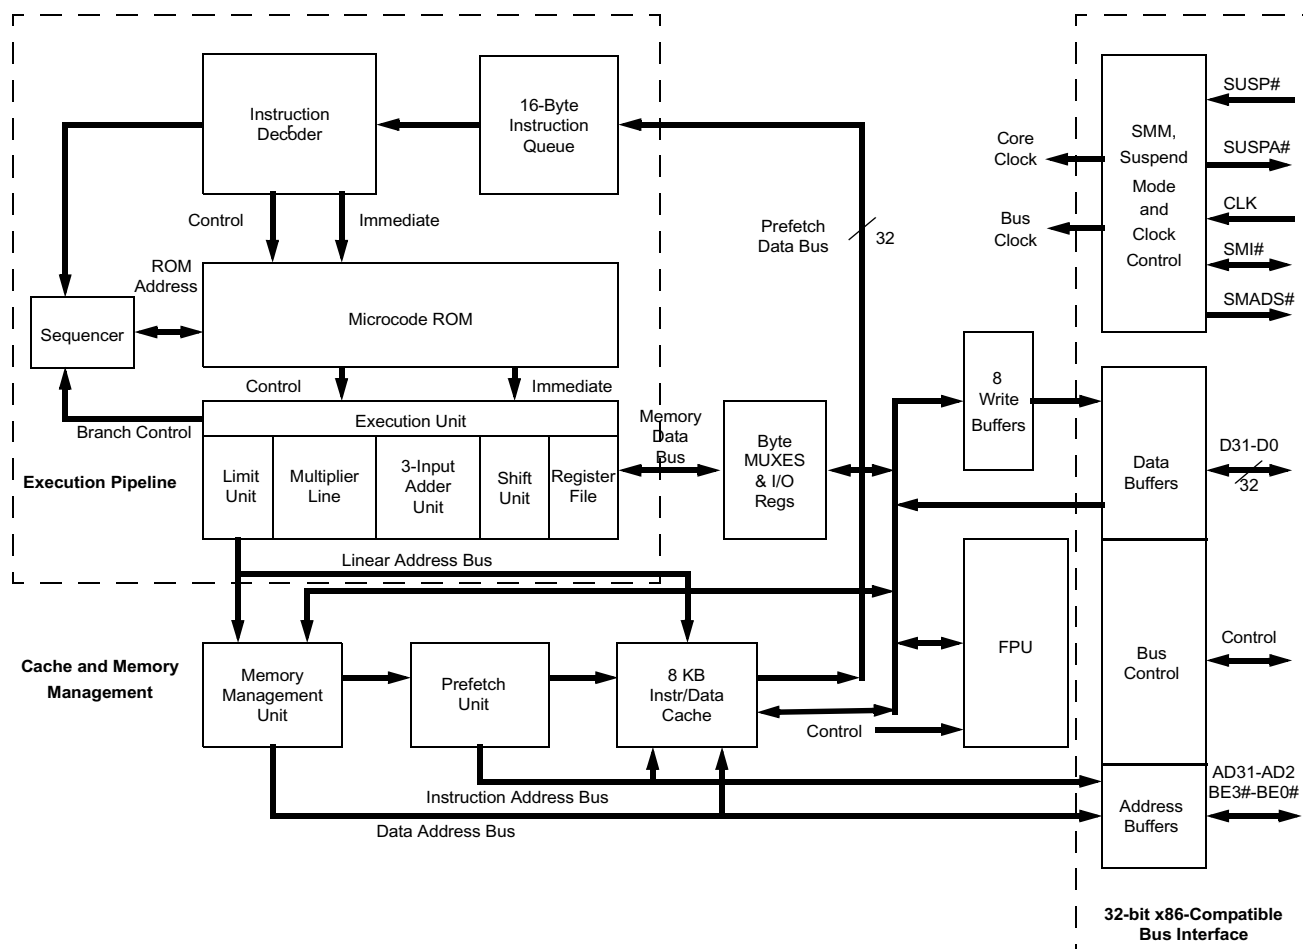 Instruction
Decoder
16-Byte
Instruction
Queue
Control
Immediate
ROM
Address
Sequencer
Microcode ROM
Control
Immediate
Execution Unit
Branch Control
Limit
Unit
Multiplier
Line
3-Input
Adder
Unit
Shift
Unit
Register
File
Execution Pipeline
Linear Address Bus
Memory
Data
Bus
Byte
MUXES
& I/O
Regs
Prefetch
Data Bus
32
8
Write
Buffers
Core
Clock
Bus
Clock
SMM,
Suspend
Mode
and
Clock
Control
SUSP#
SUSPA#
CLK
SMI#
SMADS#
Data
Buffers
D31-D0
32
Bus
Control
Control
Address
Buffers
AD31-AD2
BE3#-BE0#
FPU
Control
Cache and Memory
Management
Memory
Management
Unit
Prefetch
Unit
8 KB
Instr/Data
Cache
Instruction Address Bus
Data Address Bus
32-bit x86-Compatible
Bus Interface